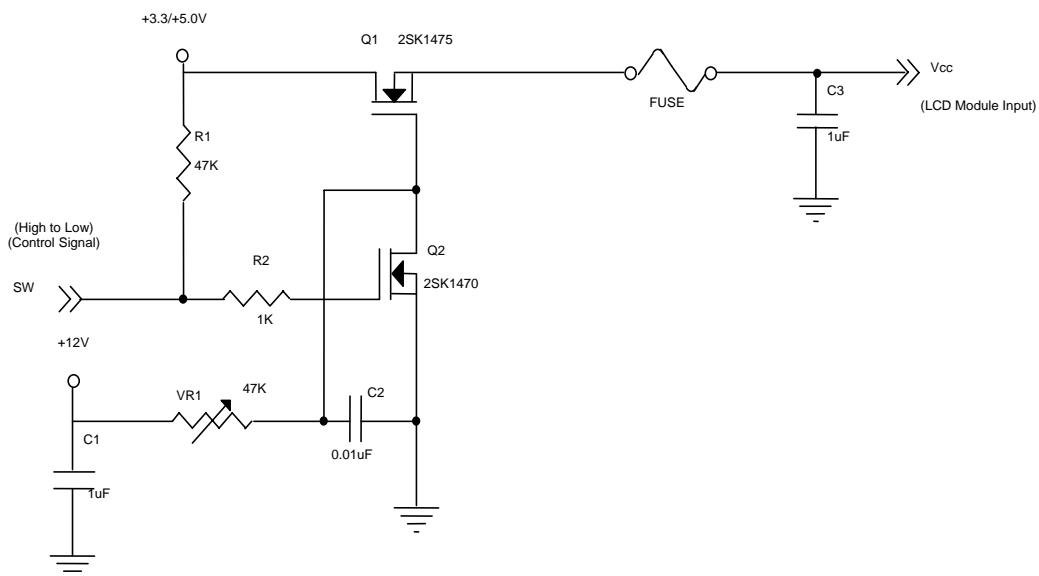 +3.3/+5.0V
Q1 2SK1475
Vcc
C3
FUSE
(LCD Module Input)
R1
1uF
47K
(High to Low)
(Control Signal)
Q2
R2
2SK1470
SW
1K
+12V
47K
VR1
C2
C1
0.01uF
1uF